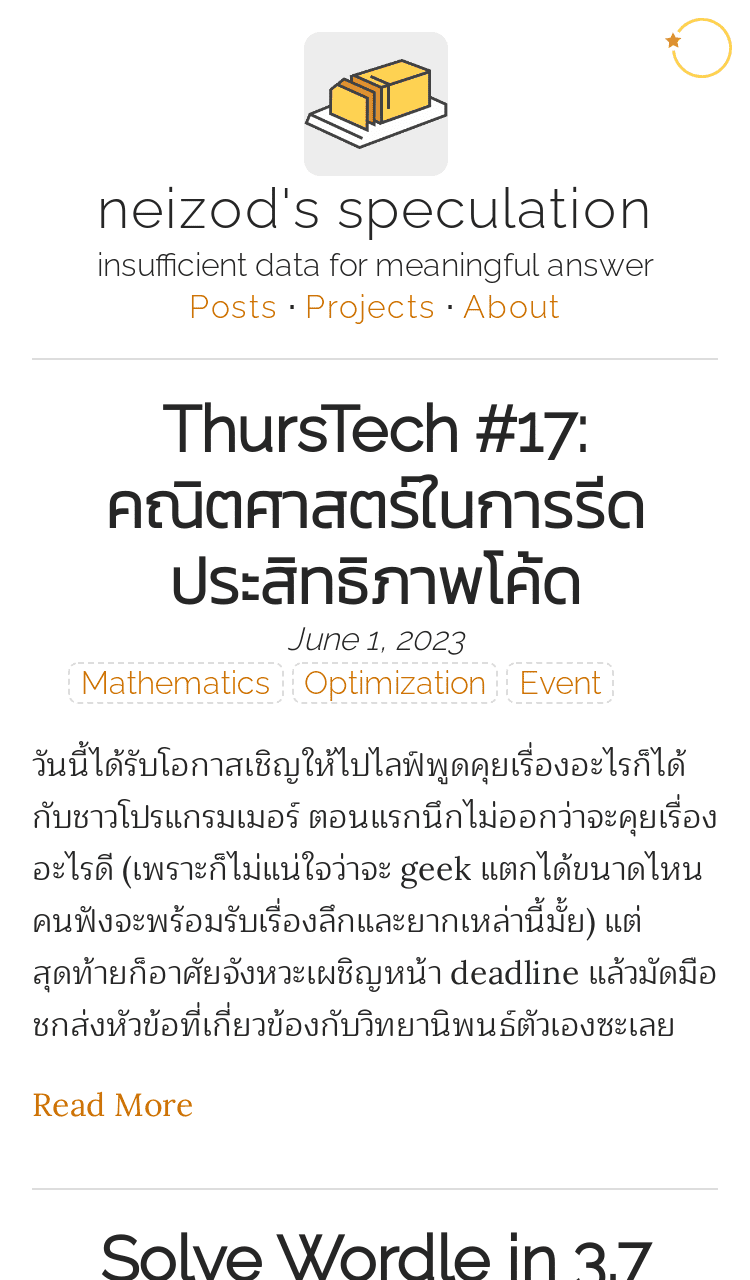 neizod's speculation
insufficient data for meaningful answer
Posts · Projects · About
ThursTech #17:
คณิตศาสตร์ในการรีด
ประสิทธิภาพโค้ด
June 1, 2023
Mathematics Optimization Event
วันนี้ได้รับโอกาสเชิญให้ไปไลฟ์พูดคุยเรื่องอะไรก็ได้
กับชาวโปรแกรมเมอร์ ตอนแรกนึกไม่ออกว่าจะคุยเรื่อง
อะไรดี (เพราะก็ไม่แน่ใจว่าจะ geek แตกได้ขนาดไหน
คนฟังจะพร้อมรับเรื่องลึกและยากเหล่านี้มั้ย) แต่
สุดท้ายก็อาศัยจังหวะเผชิญหน้า deadline แล้วมัดมือ
ชกส่งหัวข้อที่เกี่ยวข้องกับวิทยานิพนธ์ตัวเองซะเลย
Read More
Solve Wordle in 3.7